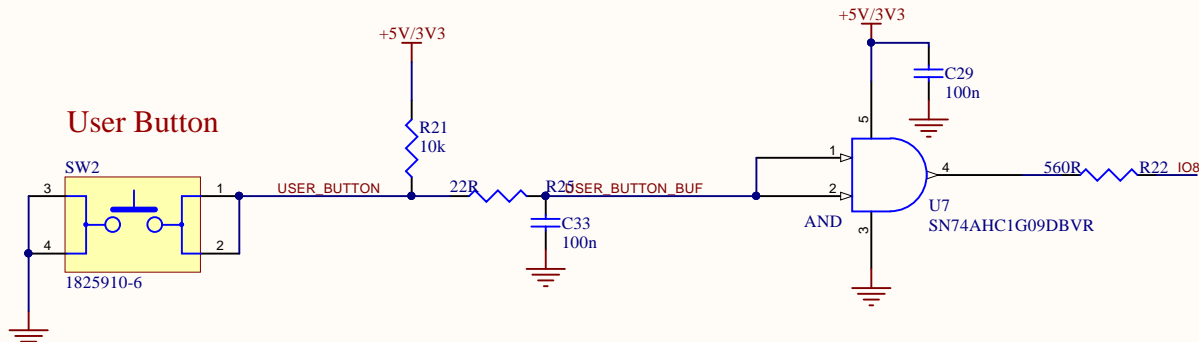 +5V/3V3
+5V/3V3
C29
100n
User Button
R21
10k
5
SW2
1
3
1
USER_BUTTON
22R
R25
USER_BUTTON_BUF
2
4
560R
R22
IO8
C33
100n
AND
U7
SN74AHC1G09DBVR
3
4
2
1825910-6